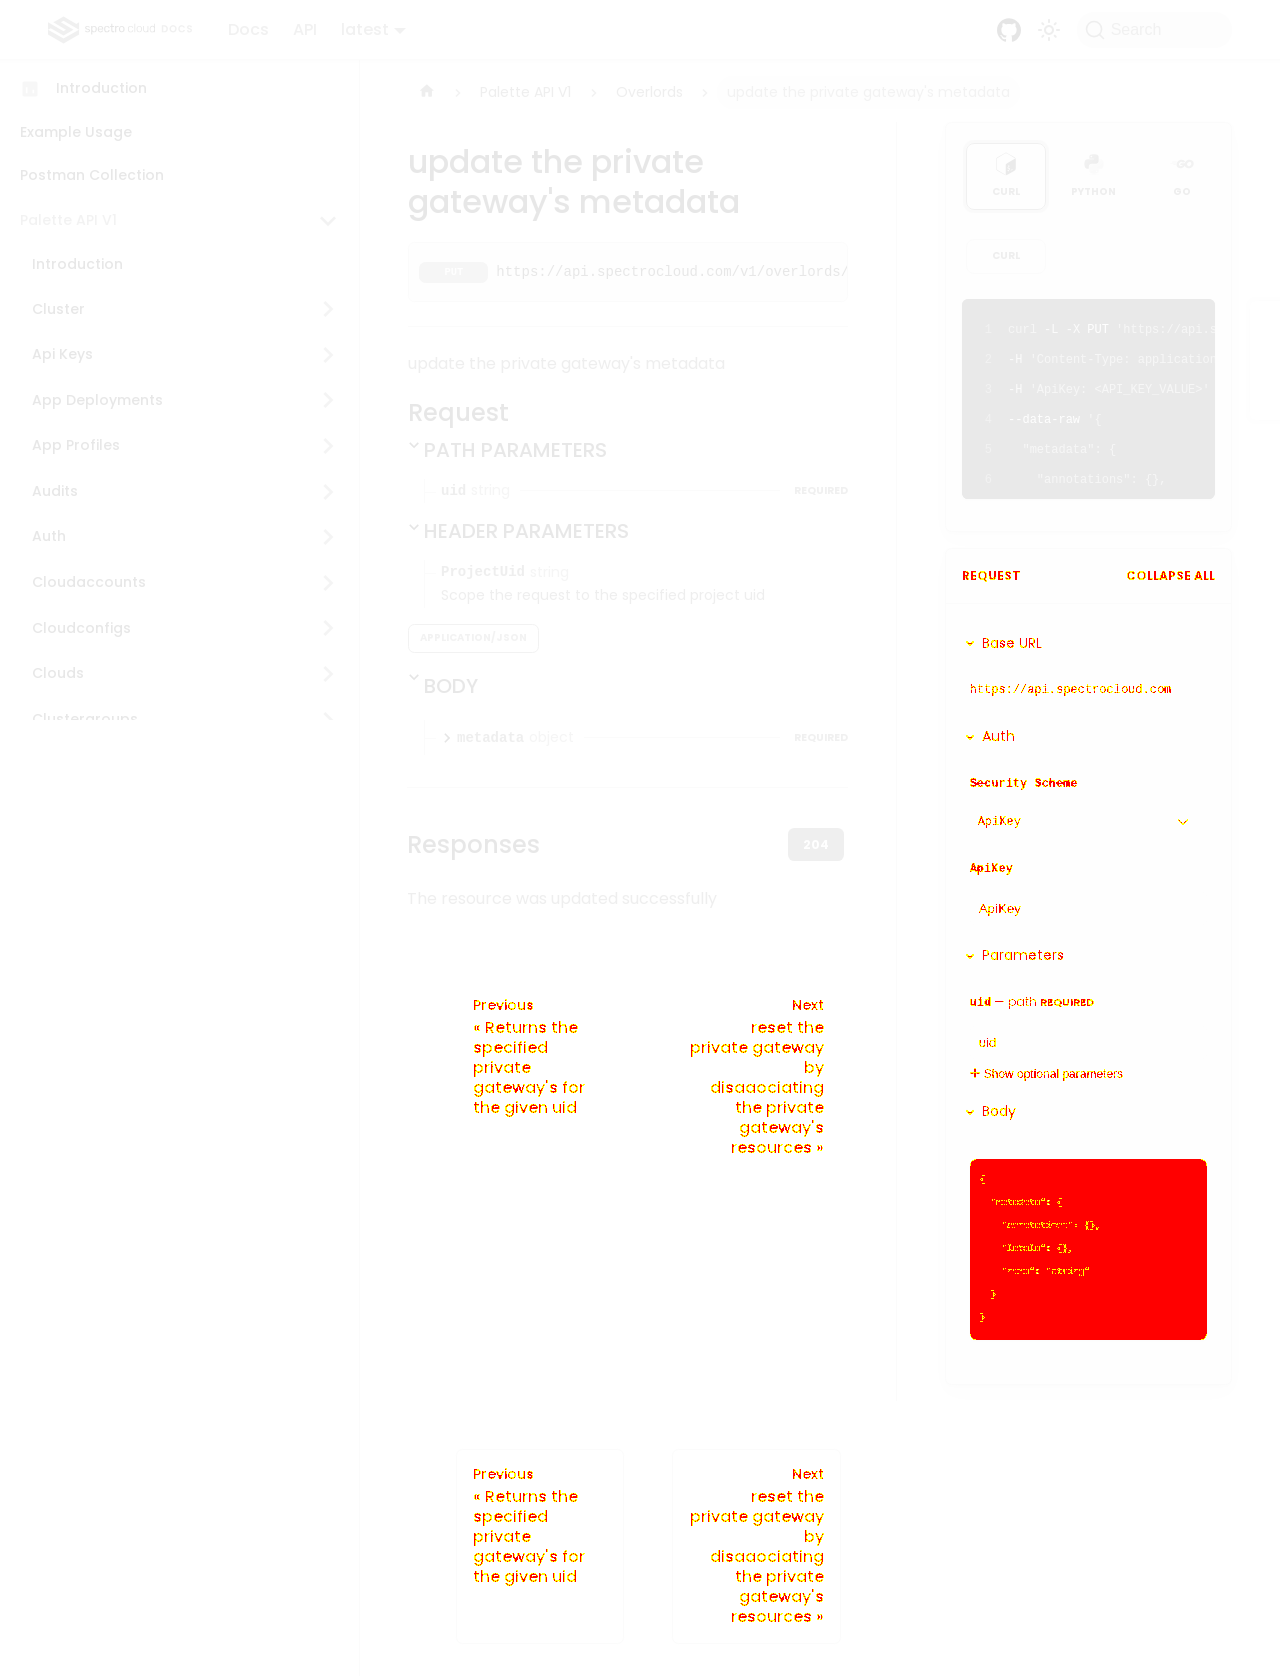 spectro cloud DOCS
Docs
API
latest
Search
Introduction
Example Usage
Postman Collection
Palette API V1
Introduction
Cluster
Api Keys
App Deployments
App Profiles
Audits
Auth
Cloudaccounts
Cloudconfigs
Clouds
Clustergroups
Palette API V1
Overlords
update the private gateway's metadata
update the private
gateway's metadata
PUT
https://api.spectrocloud.com/v1/overlords/
update the private gateway's metadata
Request
PATH PARAMETERS
uid string
REQUIRED
HEADER PARAMETERS
ProjectUid string
Scope the request to the specified project uid
APPLICATION/JSON
BODY
metadata object
REQUIRED
Responses
204
The resource was updated successfully
Previous
« Returns the
specified
private
gateway's for
the given uid
Next
reset the
private gateway
by
disaaociating
the private
gateway's
resources »
CURL
PYTHON
GO
CURL
1 curl -L -X PUT 'https://api.s
2 -H 'Content-Type: application
3 -H 'ApiKey: <API_KEY_VALUE>'
4 --data-raw '{
5 "metadata": {
6 "annotations": {},
REQUEST
COLLAPSE ALL
Base URL
https://api.spectrocloud.com
Auth
Security Scheme
ApiKey
ApiKey
ApiKey
Parameters
uid — path REQUIRED
uid
Show optional parameters
Body
{
"metadata": {
"annotations": {},
"labels": {},
"name": "string"
}
}
Previous
« Returns the
specified
private
gateway's for
the given uid
Next
reset the
private gateway
by
disaaociating
the private
gateway's
resources »